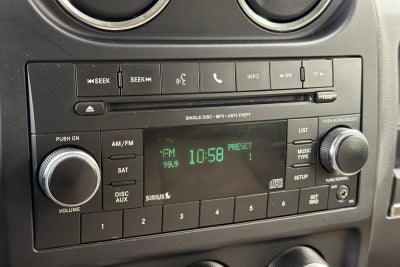 SEEK
SEEK
INFO
RW
FF
SINGLE DISC - MP3 - ANTI-THEFT
PUSH ON
VOLUME
AM/FM
SAT
DISC
AUX
FM
99.9
10:58
PRESET
1
SIRIUS
LIST
MUSIC
TYPE
SETUP
SET
RND
PUSH AUDIO/SELECT
TUNE/SCROLL
1
2
3
4
5
6